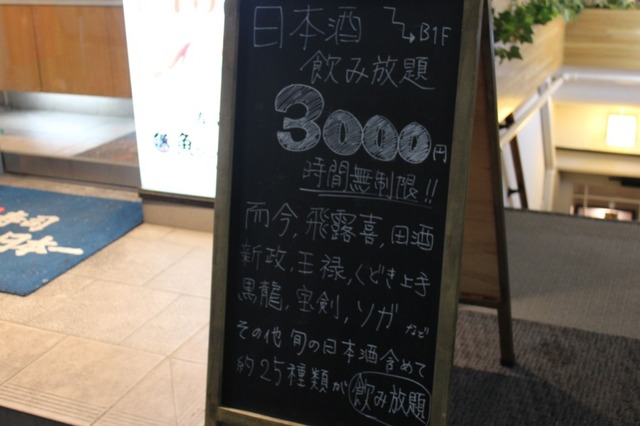 日本酒 B1F
飲み放題
3000円
時間無制限!!
而今,飛露喜,田酒
新政,王禄,くどき上手
黒龍,宝剣,ソガ など
その他旬の日本酒含めて
約25種類が飲み放題